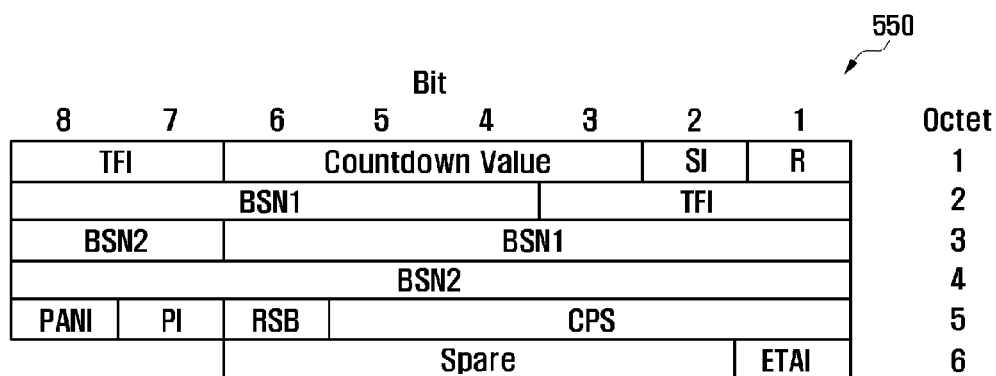 550
Bit
8 7 6 5 4 3 2 1 Octet
TFI Countdown Value SI R 1
BSN1 TFI 2
BSN2 BSN1 3
BSN2 4
PANI PI RSB CPS 5
Spare ETAI 6